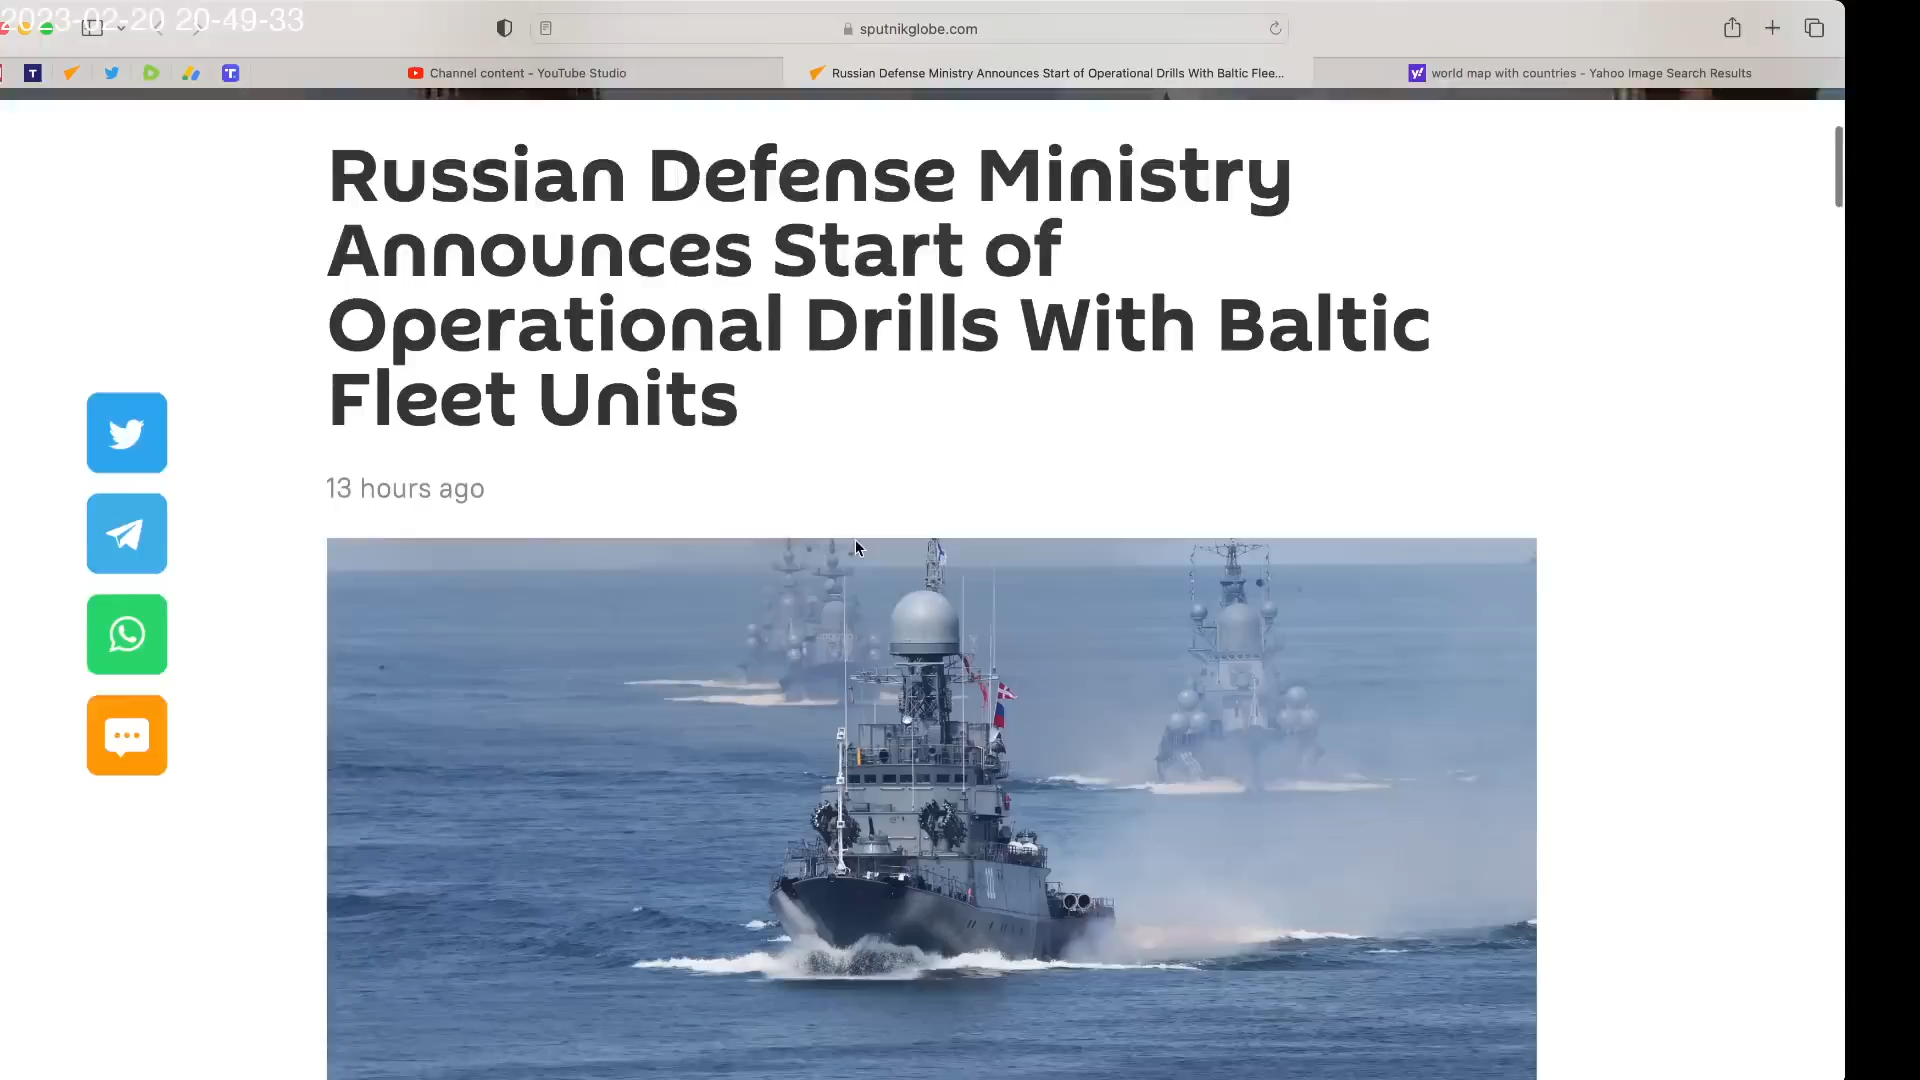 2023-02-20 20-49-33
sputnikglobe.com
Channel content - YouTube Studio
Russian Defense Ministry Announces Start of Operational Drills With Baltic Flee...
world map with countries - Yahoo Image Search Results
Russian Defense Ministry
Announces Start of
Operational Drills With Baltic
Fleet Units
13 hours ago